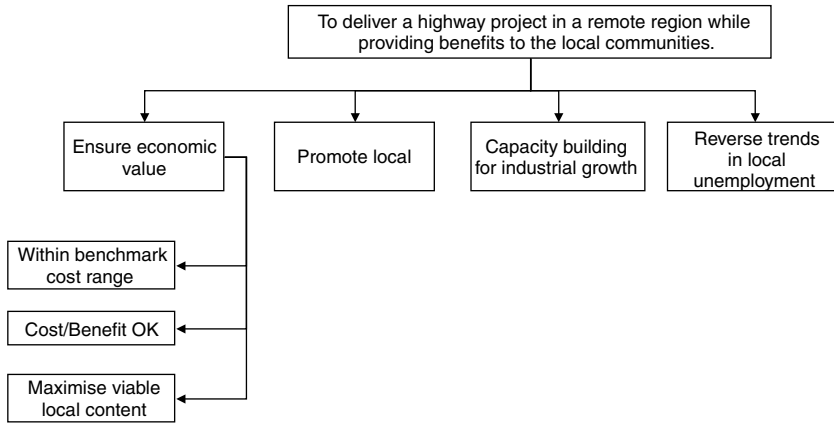 To deliver a highway project in a remote region while
providing benefits to the local communities.
Ensure economic
value
Promote local
Capacity building
for industrial growth
Reverse trends
in local
unemployment
Within benchmark
cost range
Cost/Benefit OK
Maximise viable
local content